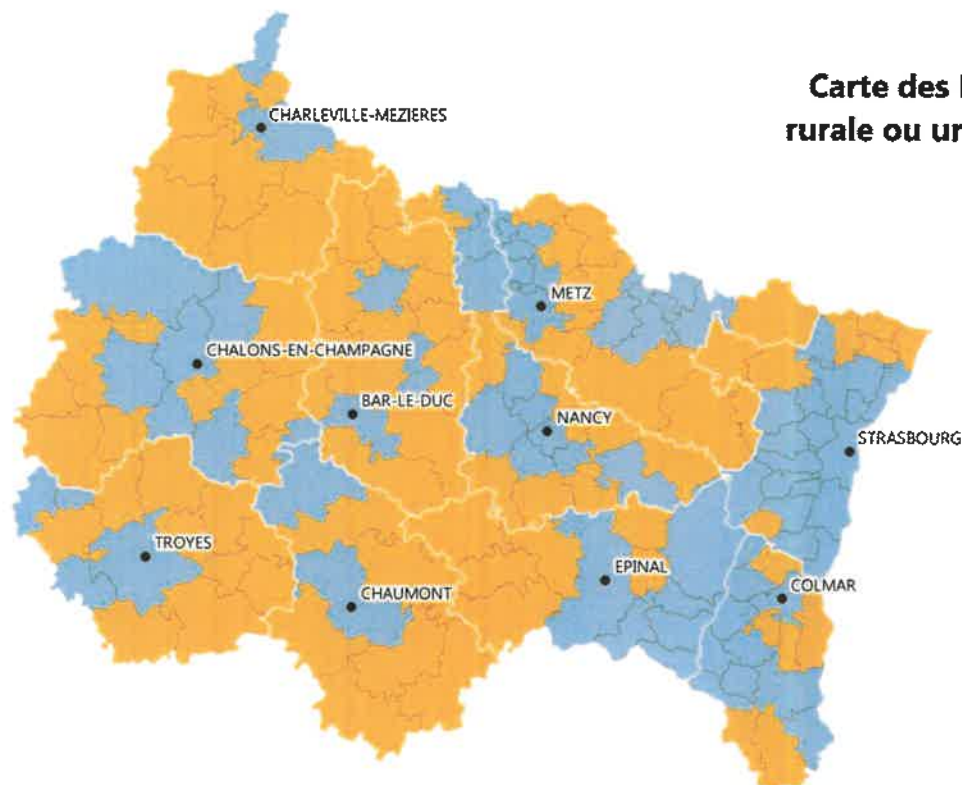 Carte des
rurale ou
CHARLEVILLE-MEZIERES
METZ
CHALONS-EN-CHAMPAGNE
BAR-LE-DUC
NANCY
STRASBOURG
TROYES
EPINAL
CHAUMONT
COLMAR